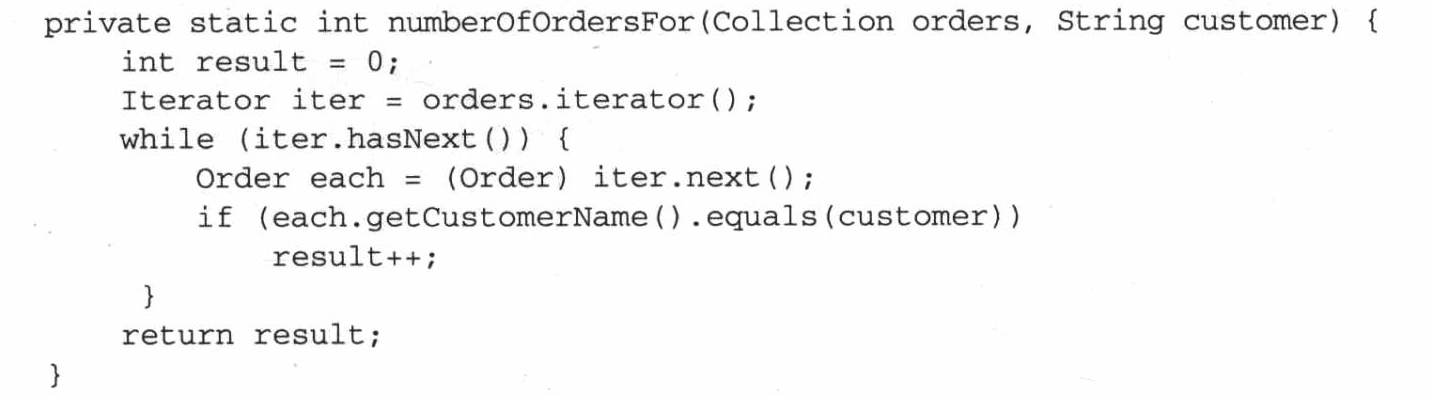 private static int numberOfOrdersFor(Collection orders, String customer) {
int result = 0;
Iterator iter = orders.iterator();
while (iter.hasNext()) {
Order each = (Order) iter.next();
if (each.getCustomerName().equals(customer))
result++;
}
return result;
}